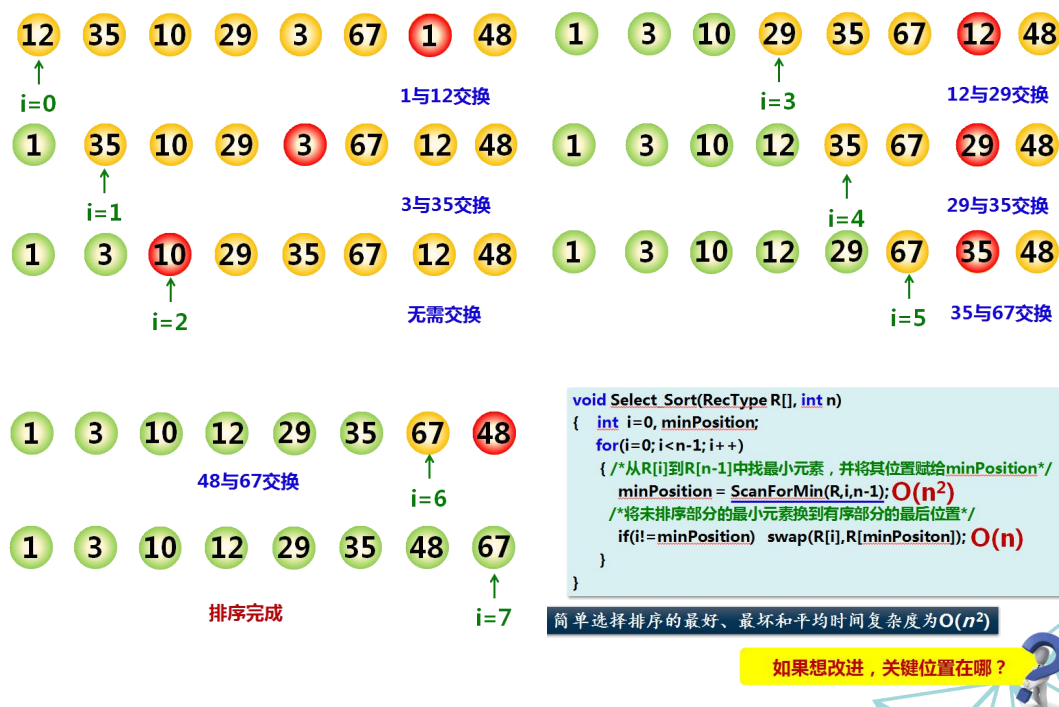 12 35 10 29 3 67 1 48
i=0
1与12交换
1 35 10 29 3 67 12 48
i=1
3与35交换
1 3 10 29 35 67 12 48
i=2
无需交换
1 3 10 29 35 67 12 48
i=3
12与29交换
1 3 10 12 35 67 29 48
i=4
29与35交换
1 3 10 12 29 67 35 48
i=5
35与67交换
1 3 10 12 29 35 67 48
48与67交换
i=6
1 3 10 12 29 35 48 67
排序完成
i=7
void Select_Sort(RecType R[], int n)
{ int i=0, minPosition;
for(i=0; i<n-1; i++)
{ /*从R[i]到R[n-1]中找最小元素，并将其位置赋给minPosition*/
minPosition = ScanForMin(R,i,n-1); O(n²)
/*将未排序部分的最小元素换到有序部分的最后位置*/
if(i!=minPosition) swap(R[i],R[minPositon]); O(n)
}
}
简单选择排序的最好、最坏和平均时间复杂度为O(n²)
如果想改进，关键位置在哪？